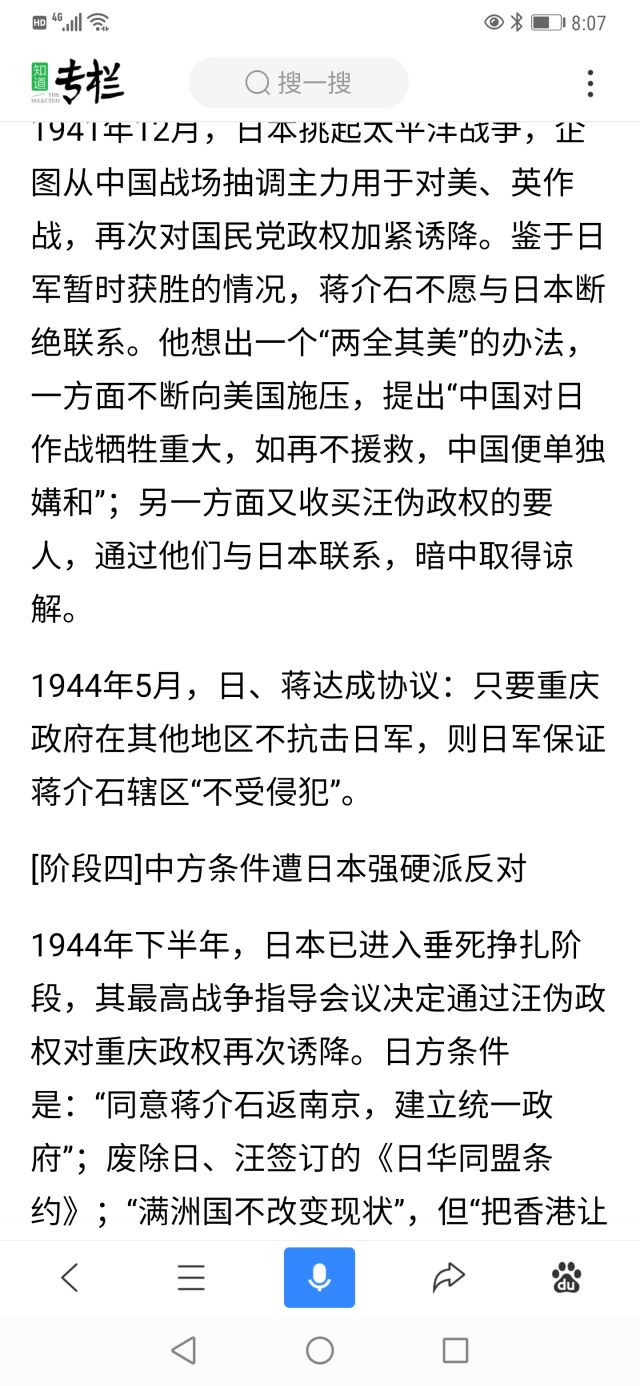 HD 4G 8:07
知道 专栏 搜一搜
THE SELECTED
1941年12月，日本挑起太平洋战争，企
图从中国战场抽调主力用于对美、英作
战，再次对国民党政权加紧诱降。鉴于日
军暂时获胜的情况，蒋介石不愿与日本断
绝联系。他想出一个“两全其美”的办法，
一方面不断向美国施压，提出“中国对日
作战牺牲重大，如再不援救，中国便单独
媾和”；另一方面又收买汪伪政权的要
人，通过他们与日本联系，暗中取得谅
解。
1944年5月，日、蒋达成协议：只要重庆
政府在其他地区不抗击日军，则日军保证
蒋介石辖区“不受侵犯”。
[阶段四]中方条件遭日本强硬派反对
1944年下半年，日本已进入垂死挣扎阶
段，其最高战争指导会议决定通过汪伪政
权对重庆政权再次诱降。日方条件
是：“同意蒋介石返南京，建立统一政
府”；废除日、汪签订的《日华同盟条
约》；“满洲国不改变现状”，但“把香港让
du